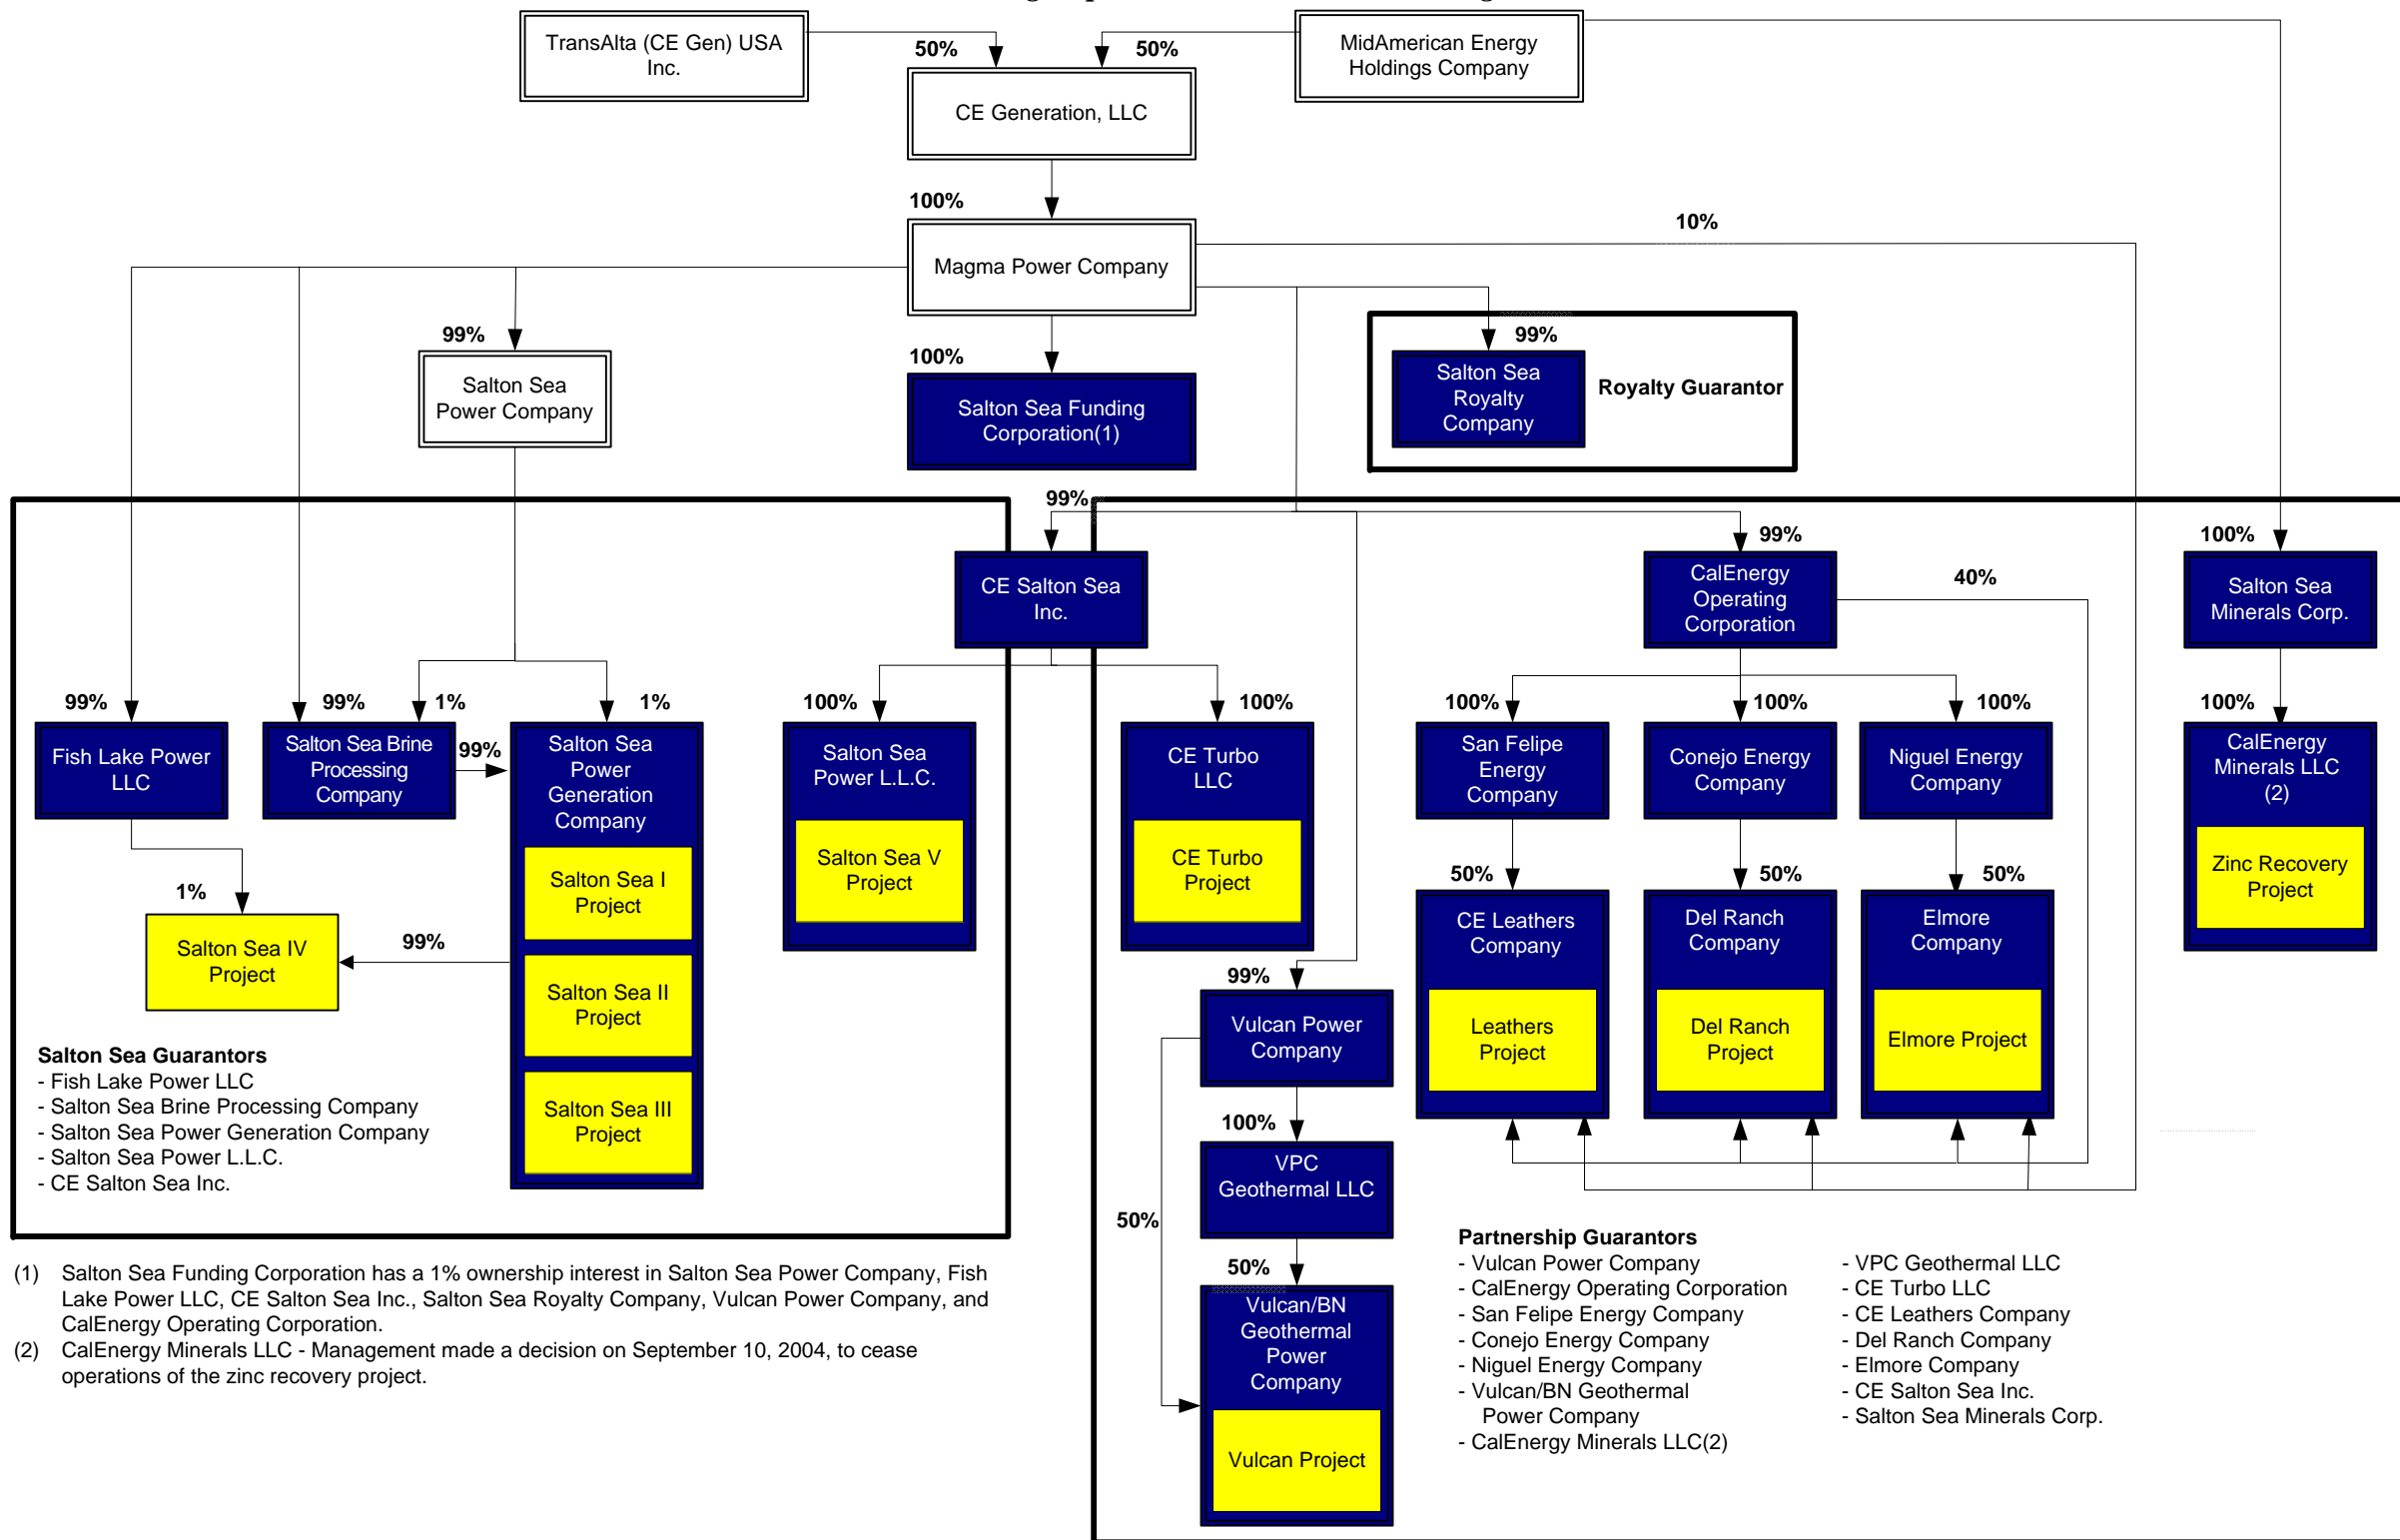 TransAlta (CE Gen) USA
Inc.
50%
50%
MidAmerican Energy
Holdings Company
CE Generation, LLC
100%
10%
Magma Power Company
99%
Salton Sea
Power Company
100%
Salton Sea Funding
Corporation(1)
99%
Salton Sea
Royalty
Company
Royalty Guarantor
99%
CE Salton Sea
Inc.
99%
CalEnergy
Operating
Corporation
40%
100%
Salton Sea
Minerals Corp.
99%
Fish Lake Power
LLC
99%
1%
Salton Sea Brine
Processing
Company
99%
1%
Salton Sea
Power
Generation
Company
Salton Sea I
Project
Salton Sea II
Project
Salton Sea III
Project
1%
Salton Sea IV
Project
99%
100%
Salton Sea
Power L.L.C.
Salton Sea V
Project
100%
CE Turbo
LLC
CE Turbo
Project
100%
San Felipe
Energy
Company
100%
Conejo Energy
Company
100%
Niguel Energy
Company
100%
CalEnergy
Minerals LLC
(2)
Zinc Recovery
Project
50%
CE Leathers
Company
Leathers
Project
50%
Del Ranch
Company
Del Ranch
Project
50%
Elmore
Company
Elmore Project
99%
Vulcan Power
Company
100%
VPC
Geothermal LLC
50%
50%
Vulcan/BN
Geothermal
Power
Company
Vulcan Project
Salton Sea Guarantors
- Fish Lake Power LLC
- Salton Sea Brine Processing Company
- Salton Sea Power Generation Company
- Salton Sea Power L.L.C.
- CE Salton Sea Inc.
Partnership Guarantors
- Vulcan Power Company
- CalEnergy Operating Corporation
- San Felipe Energy Company
- Conejo Energy Company
- Niguel Energy Company
- Vulcan/BN Geothermal
Power Company
- CalEnergy Minerals LLC(2)
- VPC Geothermal LLC
- CE Turbo LLC
- CE Leathers Company
- Del Ranch Company
- Elmore Company
- CE Salton Sea Inc.
- Salton Sea Minerals Corp.
(1) Salton Sea Funding Corporation has a 1% ownership interest in Salton Sea Power Company, Fish
Lake Power LLC, CE Salton Sea Inc., Salton Sea Royalty Company, Vulcan Power Company, and
CalEnergy Operating Corporation.
(2) CalEnergy Minerals LLC - Management made a decision on September 10, 2004, to cease
operations of the zinc recovery project.